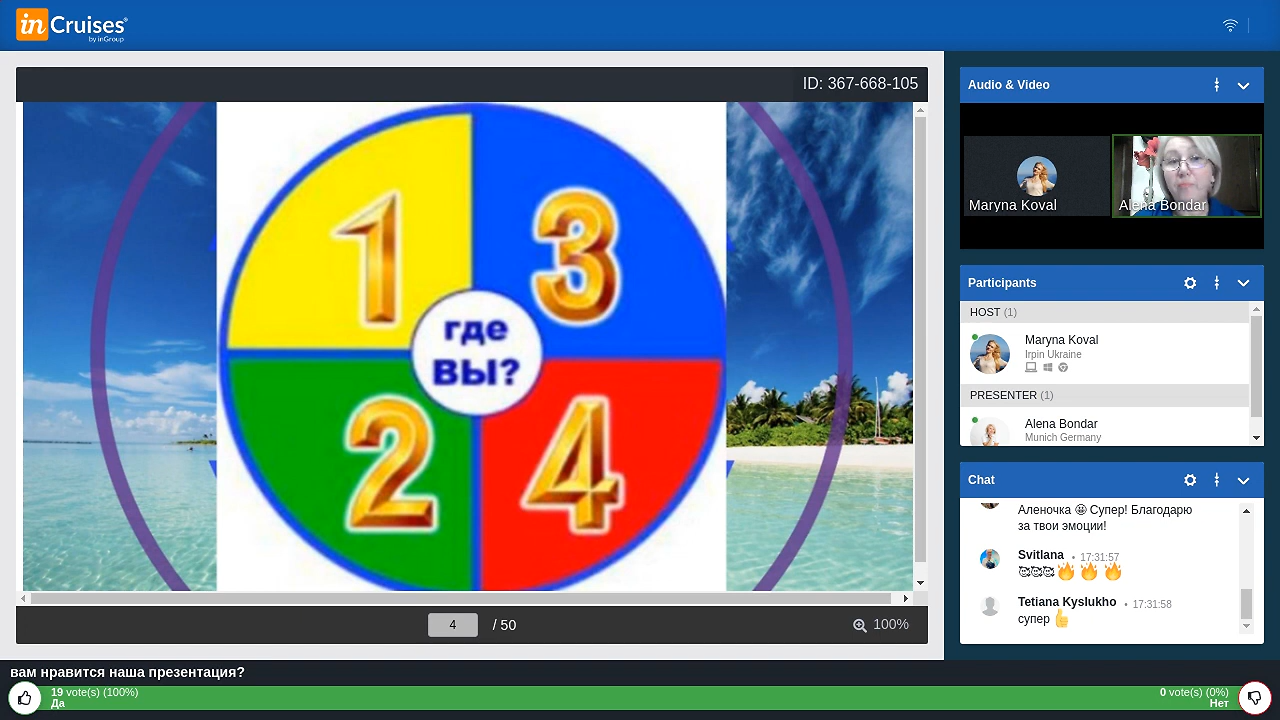 inCruises®
by inGroup
ID: 367-668-105
1
3
где
ВЫ?
2
4
4 / 50
100%
Audio & Video
Maryna Koval
Alena Bondar
Participants
HOST (1)
Maryna Koval
Irpin Ukraine
PRESENTER (1)
Alena Bondar
Munich Germany
Chat
Аленочка 🤩 Супер! Благодарю
за твои эмоции!
Svitlana • 17:31:57
🥰🥰🥰🔥🔥🔥
Tetiana Kyslukho • 17:31:58
супер 👍
вам нравится наша презентация?
19 vote(s) (100%)
Да
0 vote(s) (0%)
Нет